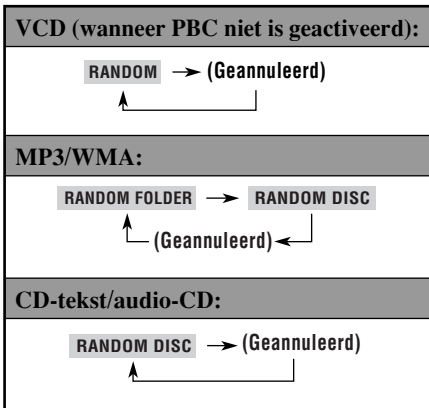 VCD (wanneer PBC niet is geactiveerd):
RANDOM → (Geannuleerd)
MP3/WMA:
RANDOM FOLDER → RANDOM DISC
(Geannuleerd)
CD-tekst/audio-CD:
RANDOM DISC → (Geannuleerd)